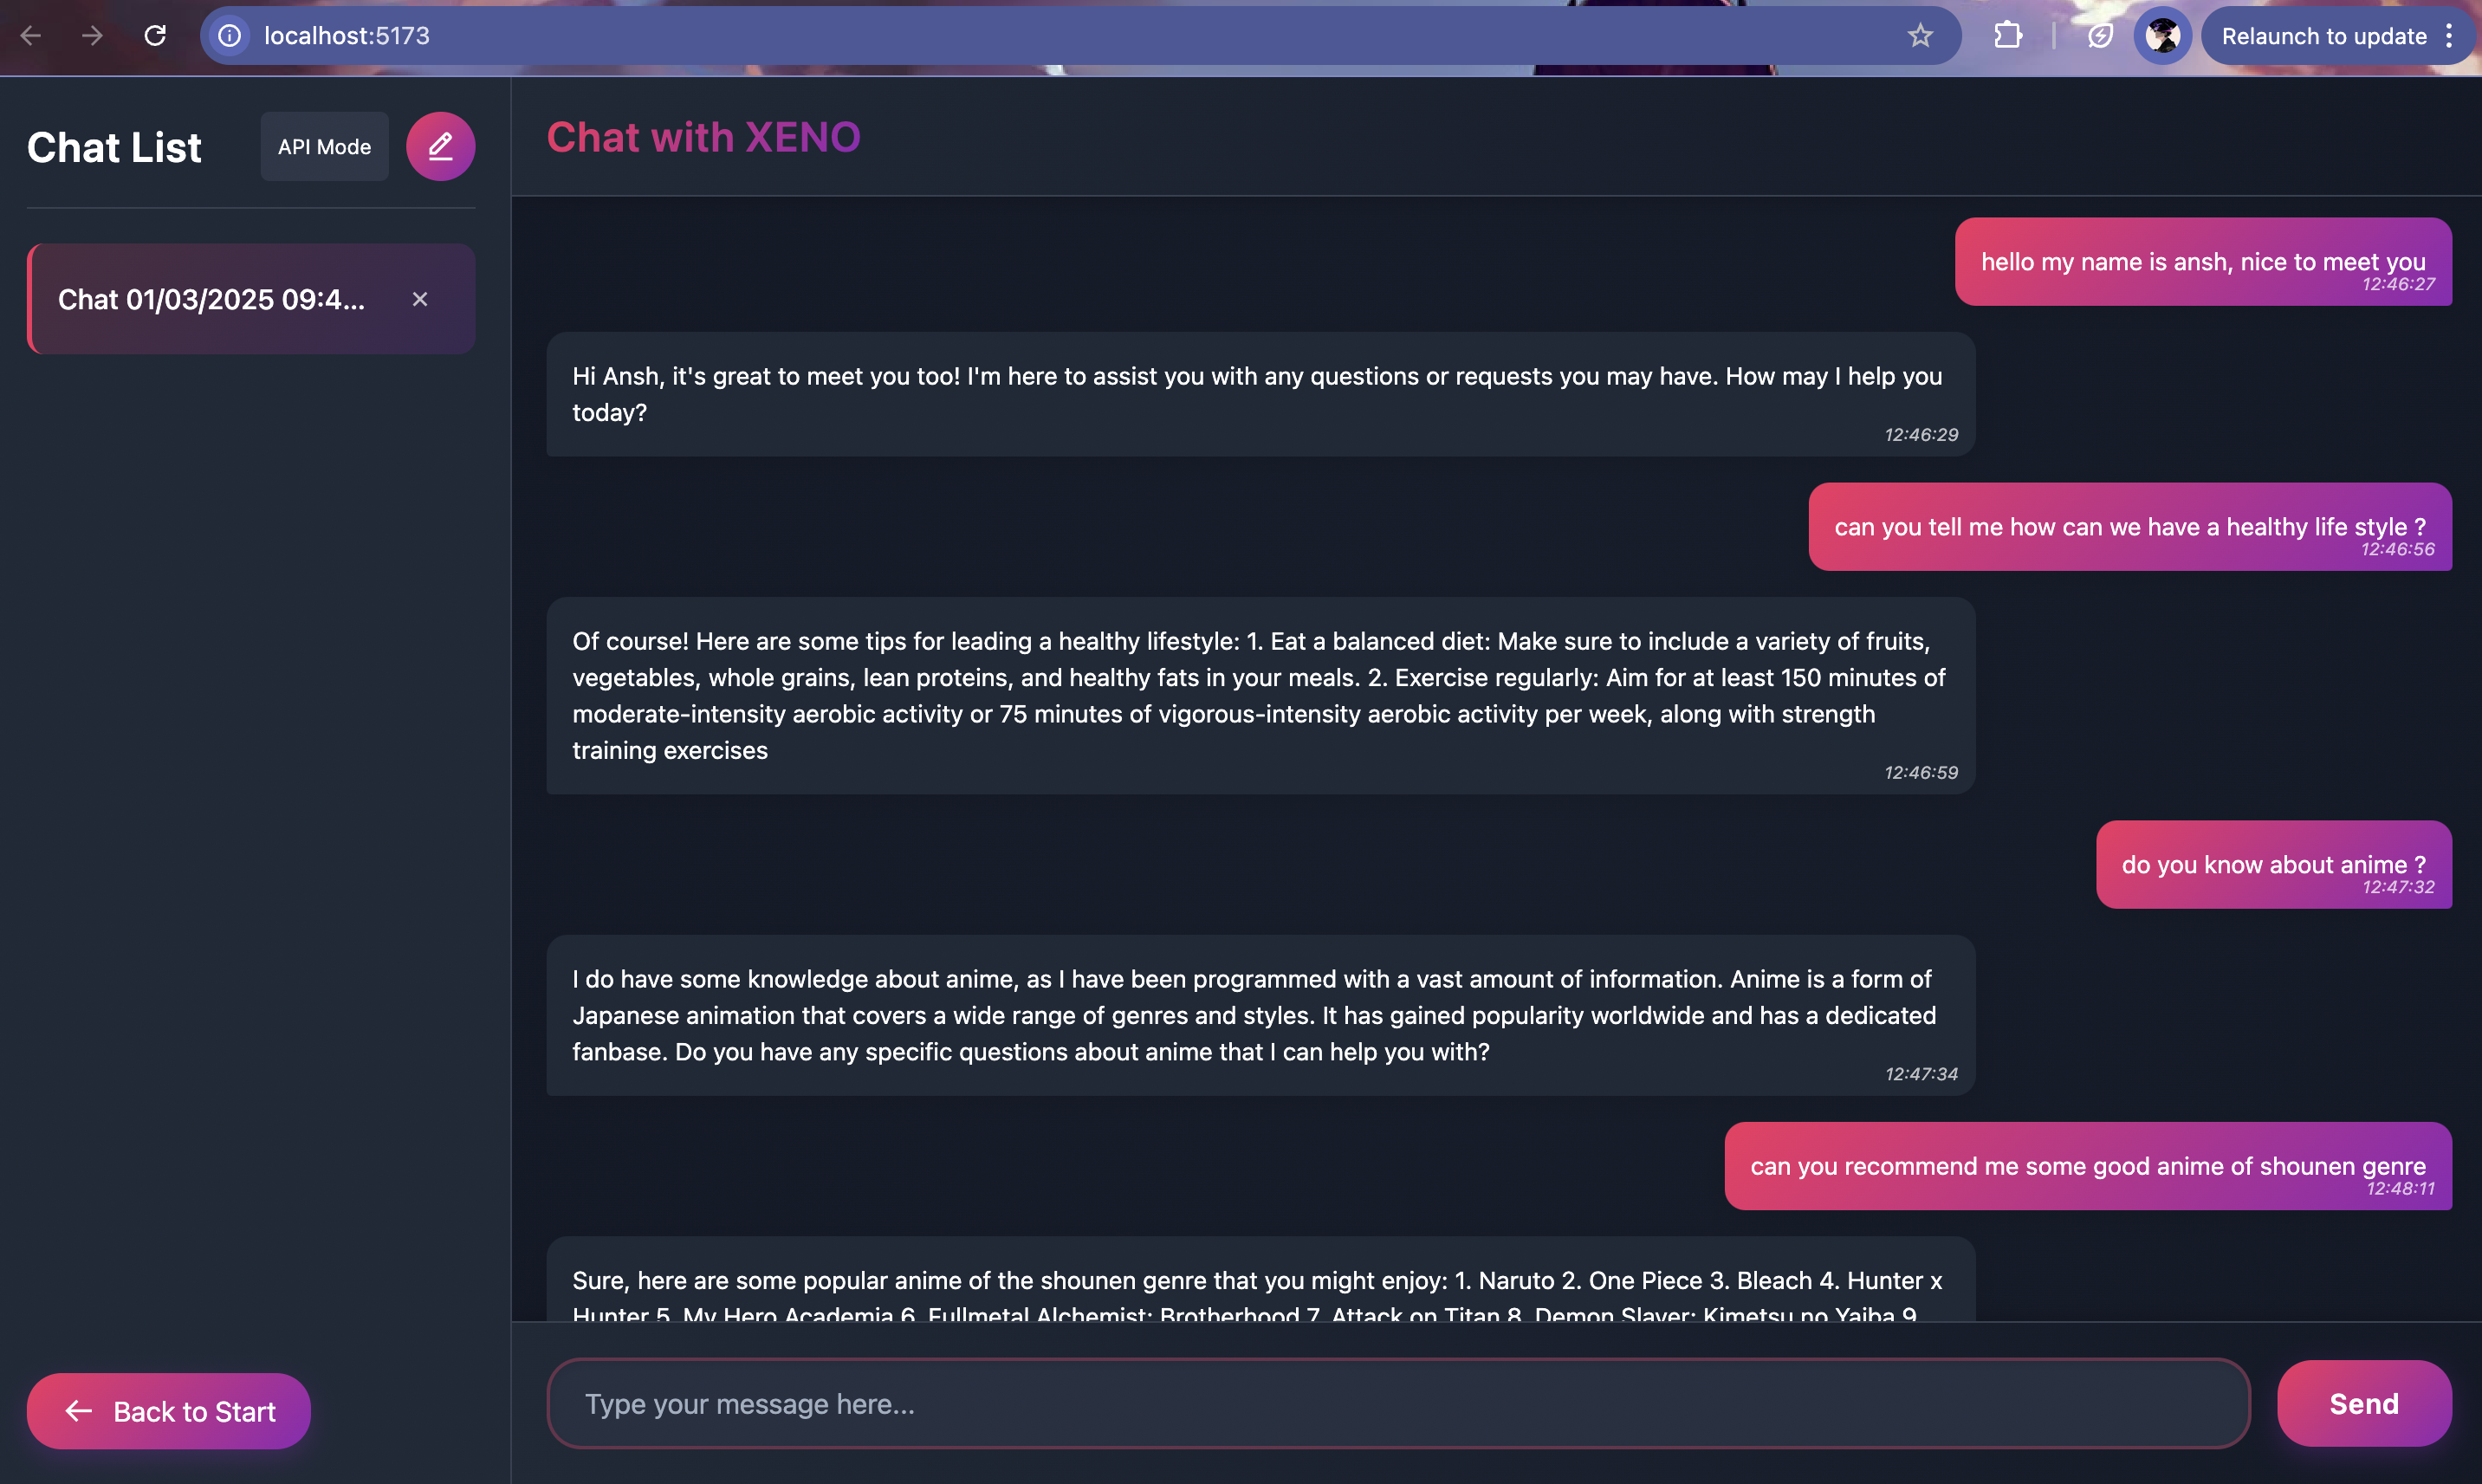 localhost:5173
Relaunch to update
Chat List
API Mode
Chat 01/03/2025 09:4...
Back to Start
Chat with XENO
hello my name is ansh, nice to meet you
12:46:27
Hi Ansh, it's great to meet you too! I'm here to assist you with any questions or requests you may have. How may I help you
today?
12:46:29
can you tell me how can we have a healthy life style ?
12:46:56
Of course! Here are some tips for leading a healthy lifestyle: 1. Eat a balanced diet: Make sure to include a variety of fruits,
vegetables, whole grains, lean proteins, and healthy fats in your meals. 2. Exercise regularly: Aim for at least 150 minutes of
moderate-intensity aerobic activity or 75 minutes of vigorous-intensity aerobic activity per week, along with strength
training exercises
12:46:59
do you know about anime ?
12:47:32
I do have some knowledge about anime, as I have been programmed with a vast amount of information. Anime is a form of
Japanese animation that covers a wide range of genres and styles. It has gained popularity worldwide and has a dedicated
fanbase. Do you have any specific questions about anime that I can help you with?
12:47:34
can you recommend me some good anime of shounen genre
12:48:11
Sure, here are some popular anime of the shounen genre that you might enjoy: 1. Naruto 2. One Piece 3. Bleach 4. Hunter x
Hunter 5. My Hero Academia 6. Fullmetal Alchemist: Brotherhood 7. Attack on Titan 8. Demon Slayer: Kimetsu no Yaiba 9.
Type your message here...
Send